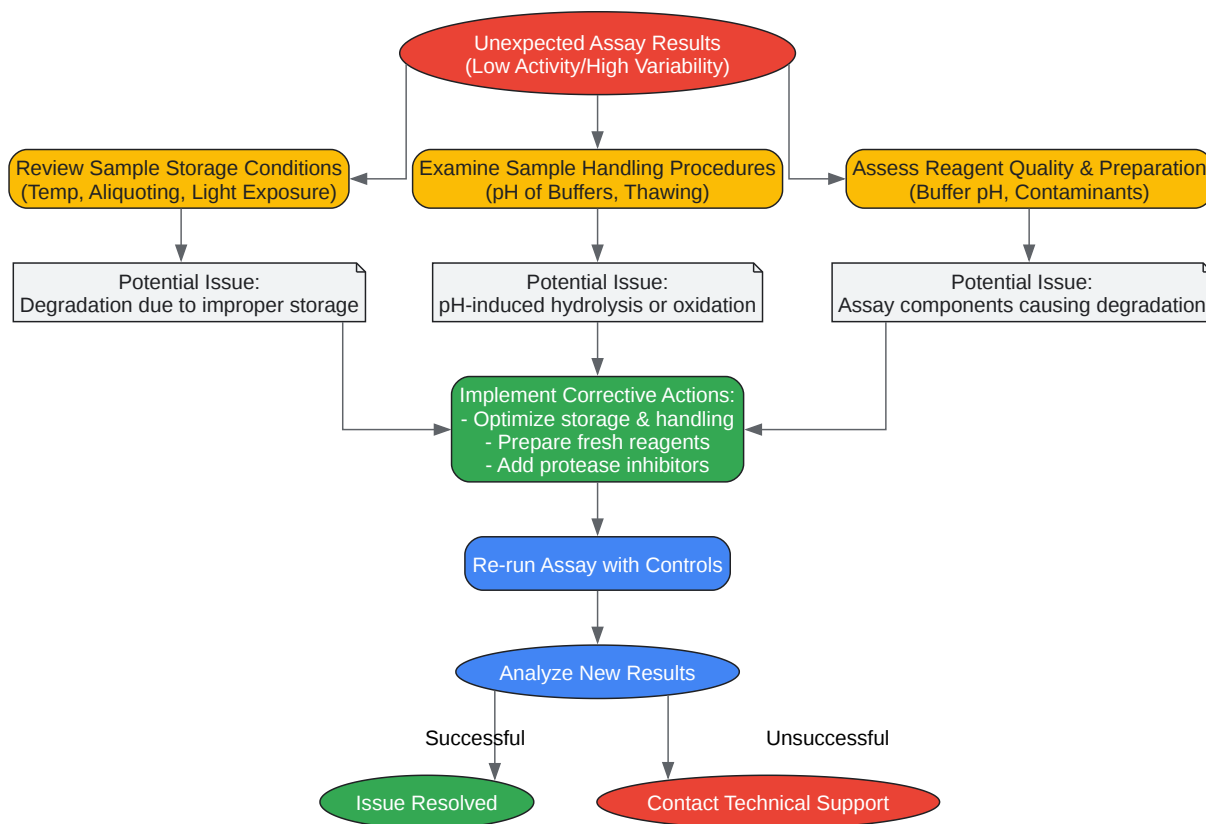 Unexpected Assay Results
(Low Activity/High Variability)
Review Sample Storage Conditions
(Temp, Aliquoting, Light Exposure)
Examine Sample Handling Procedures
(pH of Buffers, Thawing)
Assess Reagent Quality & Preparation
(Buffer pH, Contaminants)
Potential Issue:
Degradation due to improper storage
Potential Issue:
pH-induced hydrolysis or oxidation
Potential Issue:
Assay components causing degradation
Implement Corrective Actions:
- Optimize storage & handling
- Prepare fresh reagents
- Add protease inhibitors
Re-run Assay with Controls
Analyze New Results
Successful
Unsuccessful
Issue Resolved
Contact Technical Support